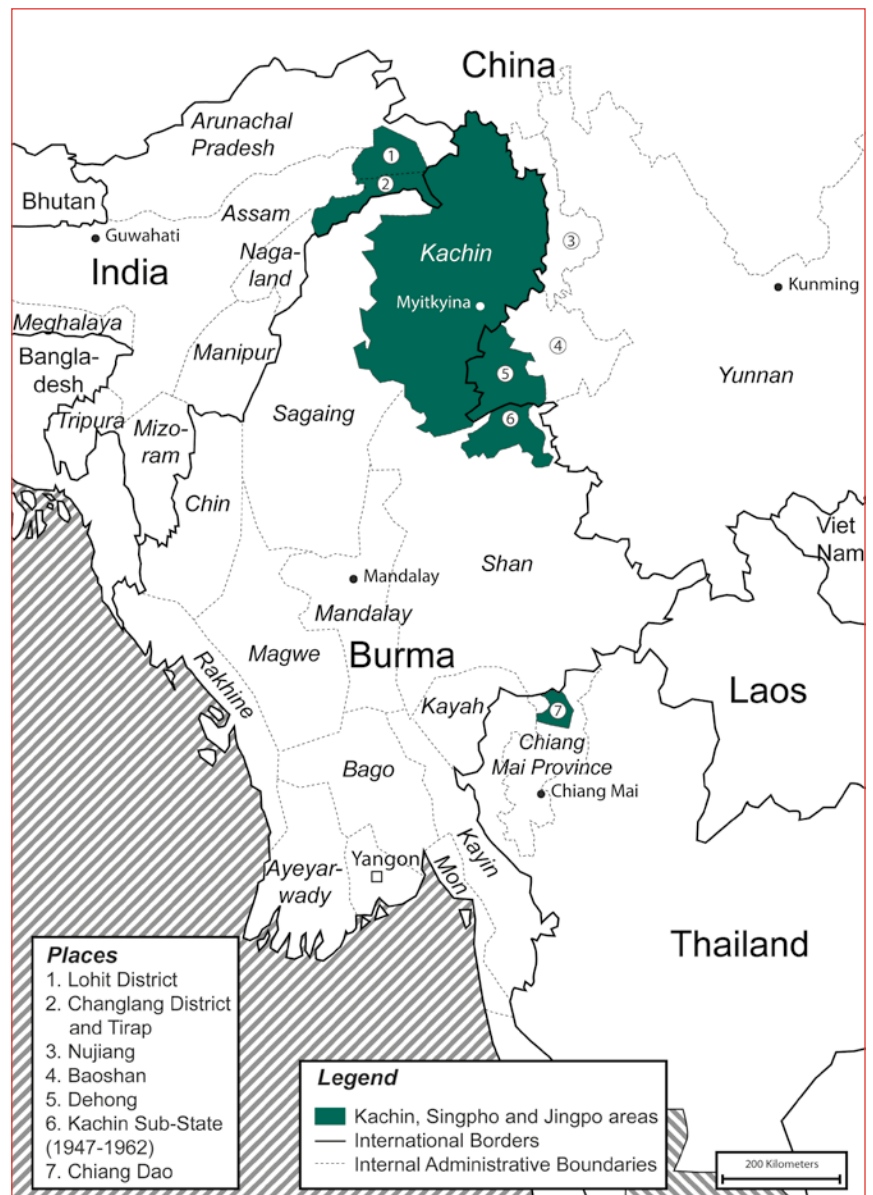 China
Arunachal
Pradesh
1
2
Bhutan
Assam
Guwahati
Naga-
land
Kachin
3
India
Myitkyina
Kunming
Meghalaya
Manipur
4
Bangla-
desh
5
Yunnan
Tripura
Mizo-
ram
Sagaing
6
Chin
Viet
Nam
Shan
Mandalay
Mandalay
Magwe
Burma
Rakhine
Laos
Kayah
7
Chiang
Mai Province
Bago
Chiang Mai
Kayin
Yangon
Mon
Ayeyar-
wady
Thailand
Places
1. Lohit District
2. Changlang District
and Tirap
3. Nujiang
4. Baoshan
5. Dehong
6. Kachin Sub-State
(1947-1962)
7. Chiang Dao
Legend
Kachin, Singpho and Jingpo areas
International Borders
Internal Administrative Boundaries
200 Kilometers